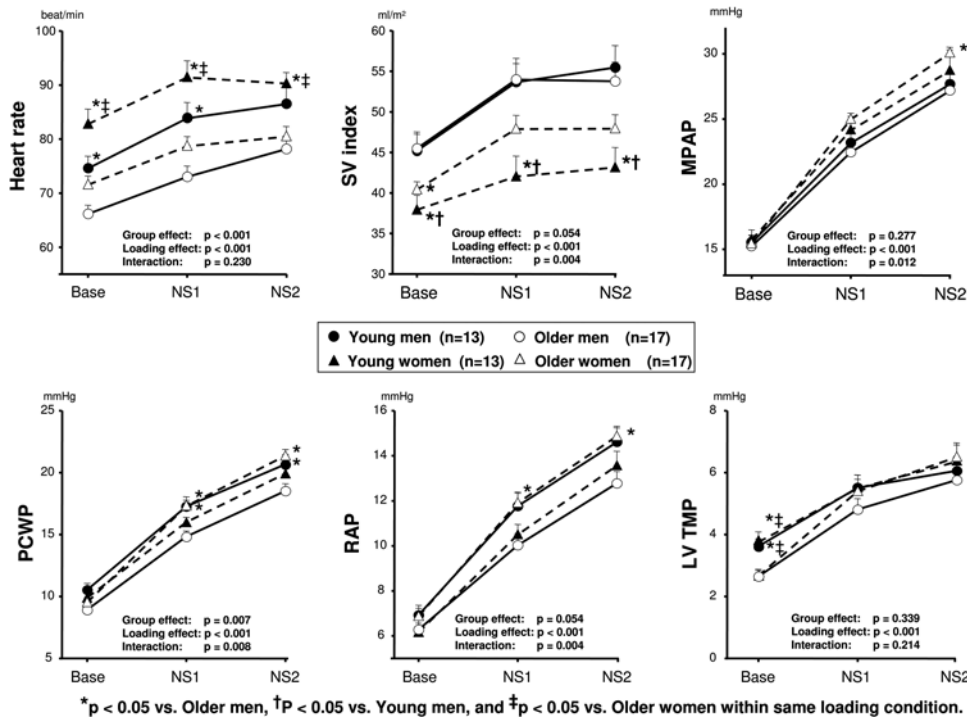 beat/min
Heart rate
100
90
80
70
60
*‡
*‡
*‡
*
*
Group effect: p < 0.001
Loading effect: p < 0.001
Interaction: p = 0.230
Base NS1 NS2
ml/m²
SV index
60
55
50
45
40
35
30
*
*†
*†
*†
Group effect: p = 0.054
Loading effect: p < 0.001
Interaction: p = 0.004
Base NS1 NS2
mmHg
MPAP
30
25
20
15
*
Group effect: p = 0.277
Loading effect: p < 0.001
Interaction: p = 0.012
Base NS1 NS2
Young men (n=13) Older men (n=17)
Young women (n=13) Older women (n=17)
mmHg
PCWP
25
20
15
10
5
*
*
*
*
Group effect: p = 0.007
Loading effect: p < 0.001
Interaction: p = 0.008
Base NS1 NS2
mmHg
RAP
16
14
12
10
8
6
*
*
Group effect: p = 0.054
Loading effect: p < 0.001
Interaction: p = 0.004
Base NS1 NS2
mmHg
LV TMP
8
6
4
2
0
*‡
*‡
Group effect: p = 0.339
Loading effect: p < 0.001
Interaction: p = 0.214
Base NS1 NS2
*p < 0.05 vs. Older men, †P < 0.05 vs. Young men, and ‡p < 0.05 vs. Older women within same loading condition.